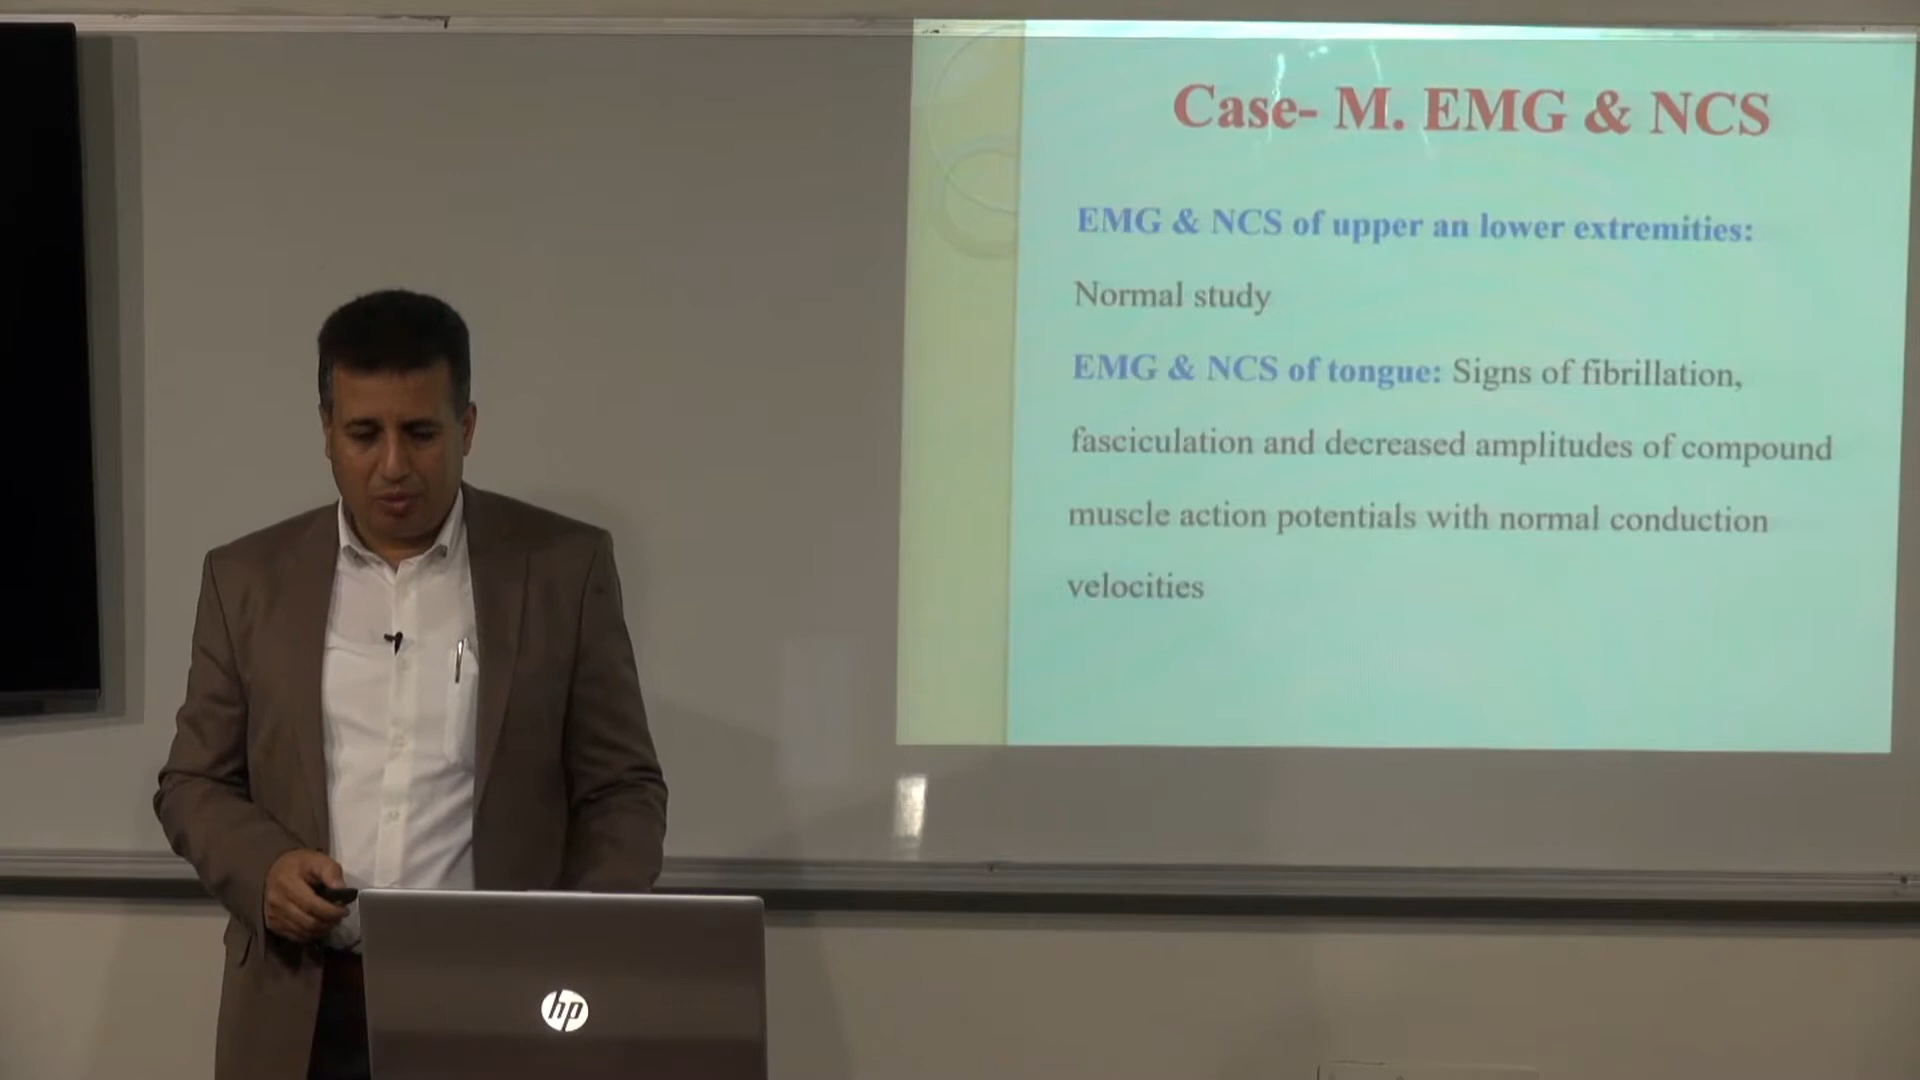 Case- M. EMG & NCS
EMG & NCS of upper an lower extremities:
Normal study
EMG & NCS of tongue: Signs of fibrillation,
fasciculation and decreased amplitudes of compound
muscle action potentials with normal conduction
velocities
hp